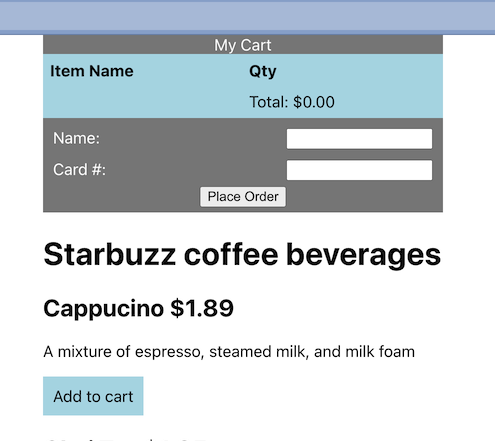 My Cart
Item Name Qty
Total: $0.00
Name:
Card #:
Place Order
Starbuzz coffee beverages
Cappucino $1.89
A mixture of espresso, steamed milk, and milk foam
Add to cart